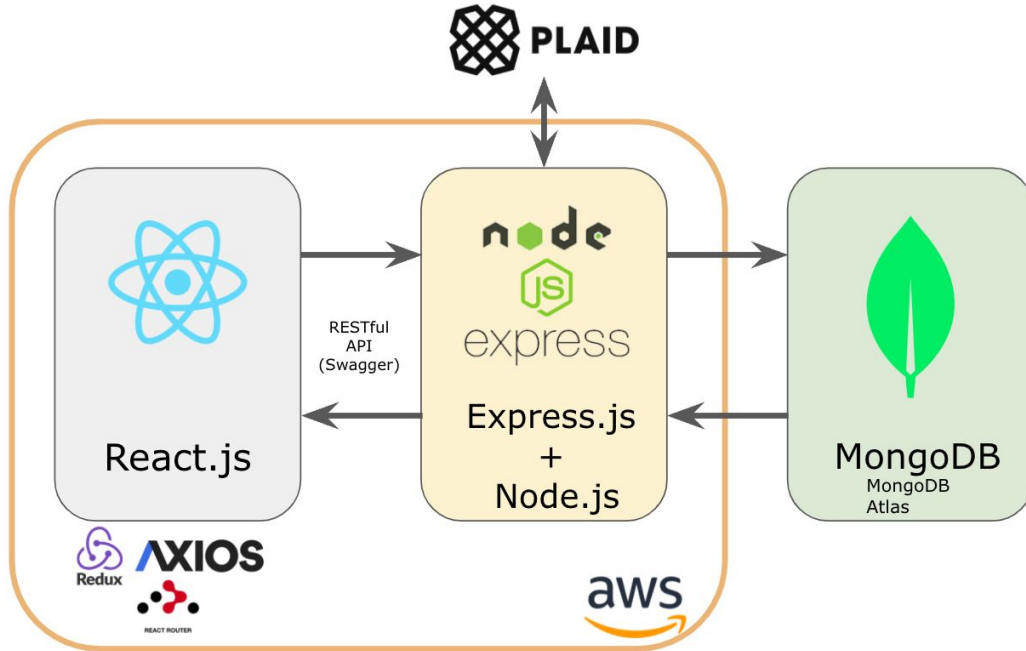 PLAID
node
JS
express
RESTful
API
(Swagger)
React.js
Express.js
+
Node.js
MongoDB
MongoDB
Atlas
Redux
AXIOS
REACT ROUTER
aws